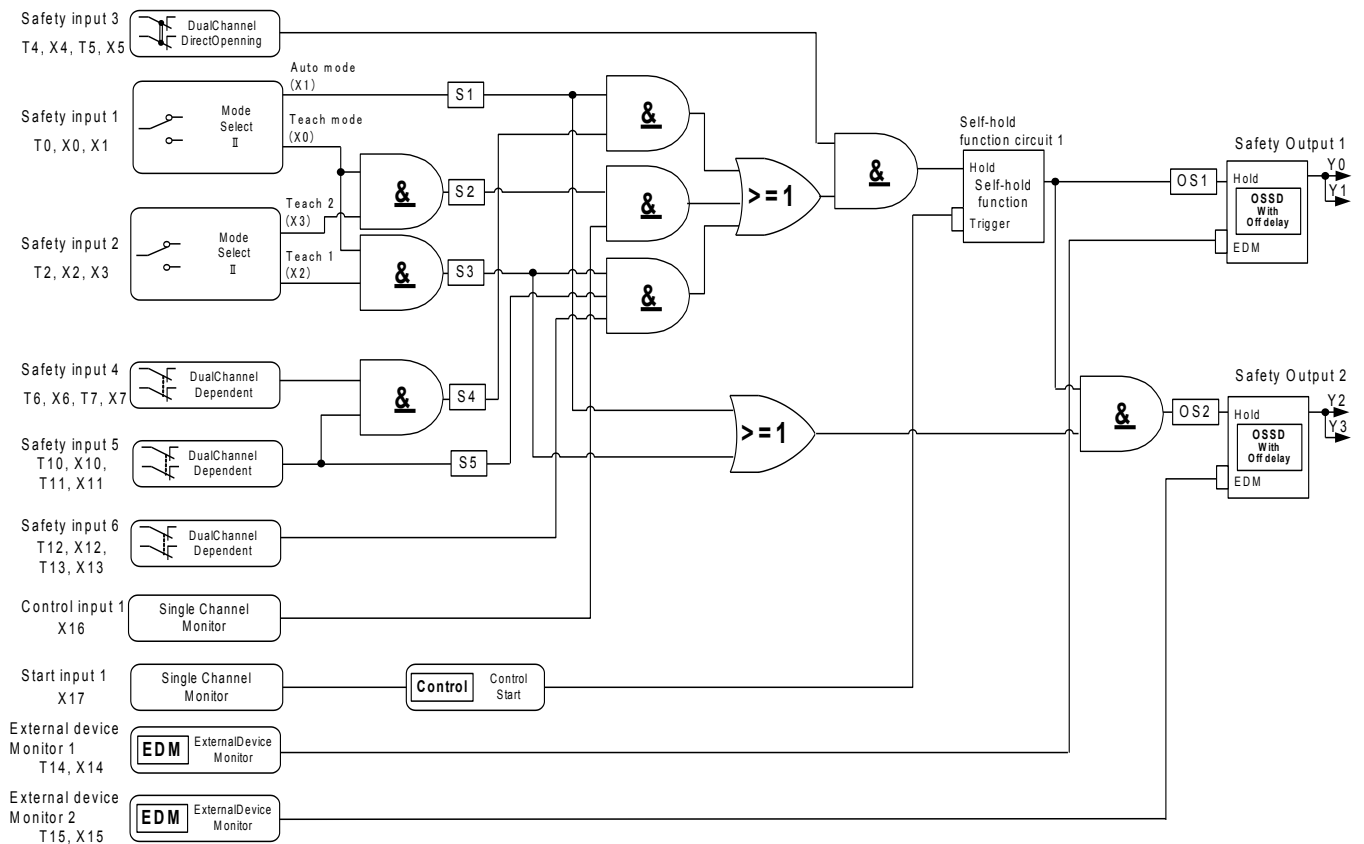 Safety input 3
T4, X4, T5, X5
DualChannel
DirectOpenning
Safety input 1
T0, X0, X1
Mode
Select
II
Auto mode
(X1)
Teach mode
(X0)
Safety input 2
T2, X2, X3
Mode
Select
II
Teach 2
(X3)
Teach 1
(X2)
S1
S2
S3
&
&
&
&
&
>=1
&
Self-hold
function circuit 1
Hold
Self-hold
function
Trigger
OS1
Safety Output 1
Hold
OSSD
With
Off delay
EDM
Y0
Y1
Safety input 4
T6, X6, T7, X7
DualChannel
Dependent
&
S4
Safety input 5
T10, X10,
T11, X11
DualChannel
Dependent
S5
>=1
&
OS2
Safety Output 2
Hold
OSSD
With
Off delay
EDM
Y2
Y3
Safety input 6
T12, X12,
T13, X13
DualChannel
Dependent
Control input 1
X16
Single Channel
Monitor
Start input 1
X17
Single Channel
Monitor
Control
Control
Start
External device
Monitor 1
T14, X14
EDM
ExternalDevice
Monitor
External device
Monitor 2
T15, X15
EDM
ExternalDevice
Monitor